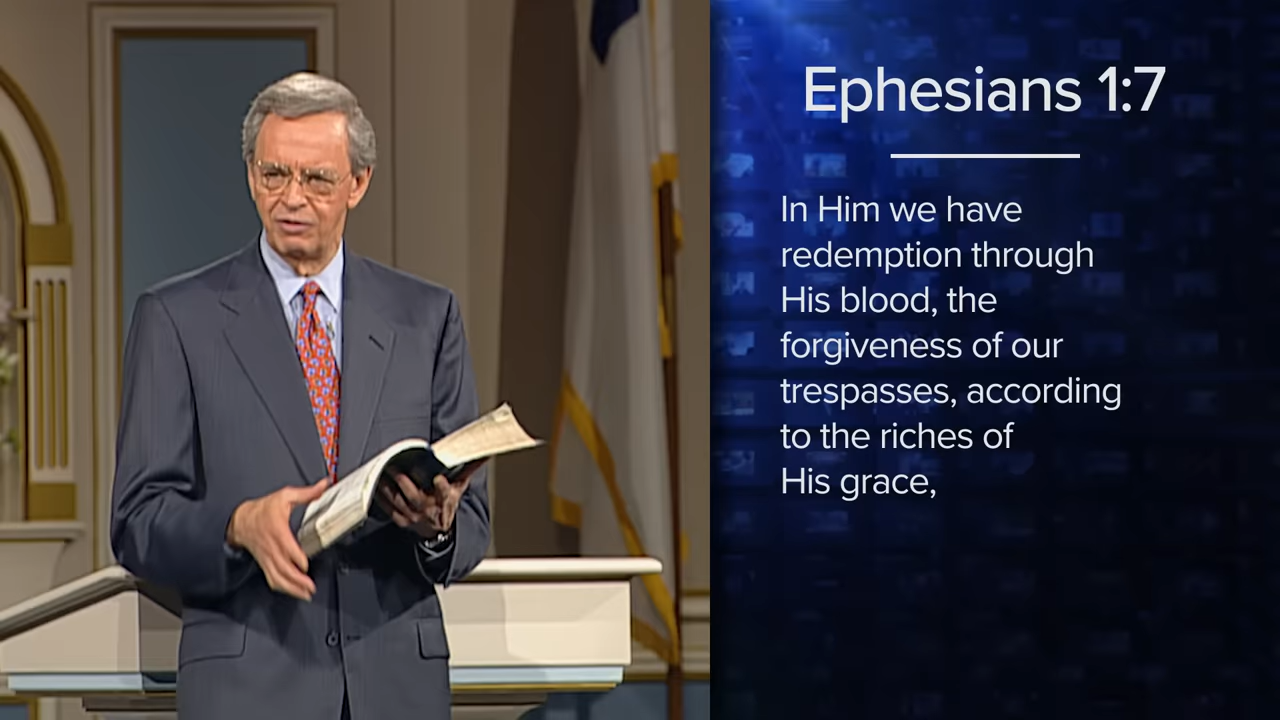 Ephesians 1:7
In Him we have
redemption through
His blood, the
forgiveness of our
trespasses, according
to the riches of
His grace,